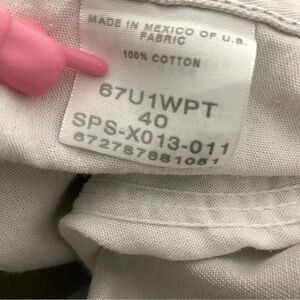 MADE IN MEXICO OF U.S.
FABRIC
100% COTTON
67U1WPT
40
SPS-X013-011
672787881051